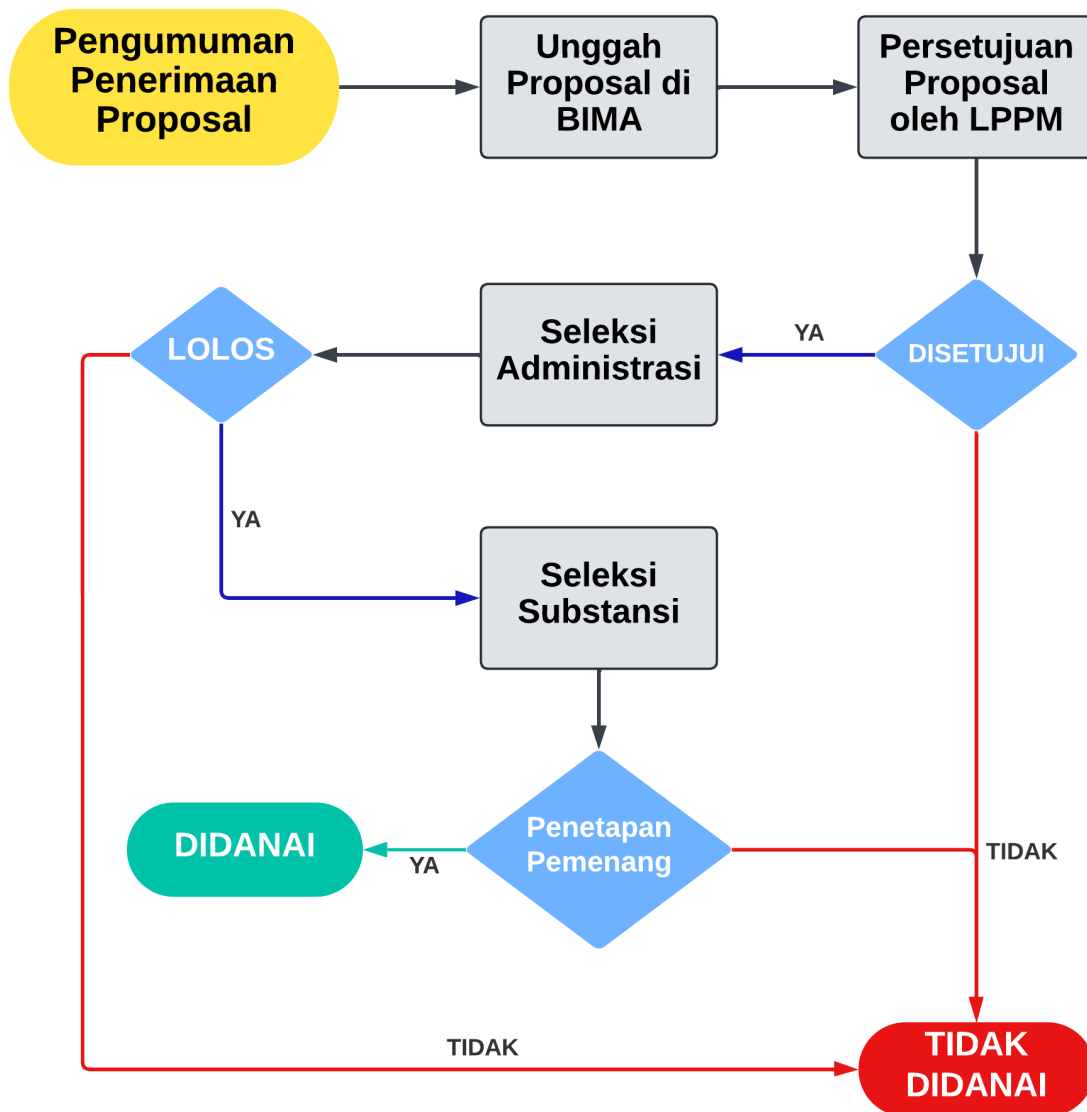 Pengumuman
Penerimaan
Proposal
Unggah
Proposal di
BIMA
Persetujuan
Proposal
oleh LPPM
LOLOS
Seleksi
Administrasi
YA
DISETUJUI
YA
Seleksi
Substansi
DIDANAI
YA
Penetapan
Pemenang
TIDAK
TIDAK
TIDAK
DIDANAI